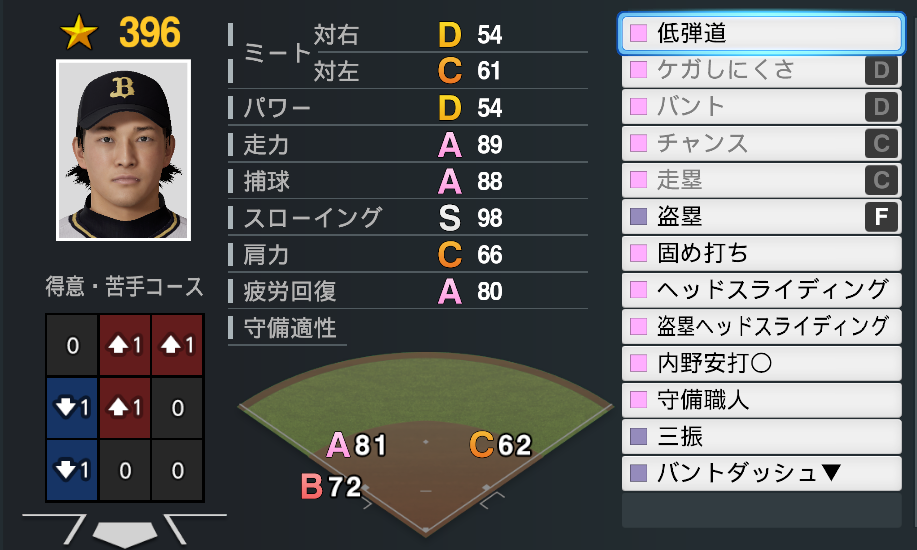 396
B
ミート 対右 D 54
対左 C 61
パワー D 54
走力 A 89
捕球 A 88
スローイング S 98
肩力 C 66
疲労回復 A 80
守備適性
A 81
C 62
B 72
得意・苦手コース
0 1 1
1 1 0
1 0 0
低弾道
ケガしにくさ D
バント D
チャンス C
走塁 C
盗塁 F
固め打ち
ヘッドスライディング
盗塁ヘッドスライディング
内野安打〇
守備職人
三振
バントダッシュ▼